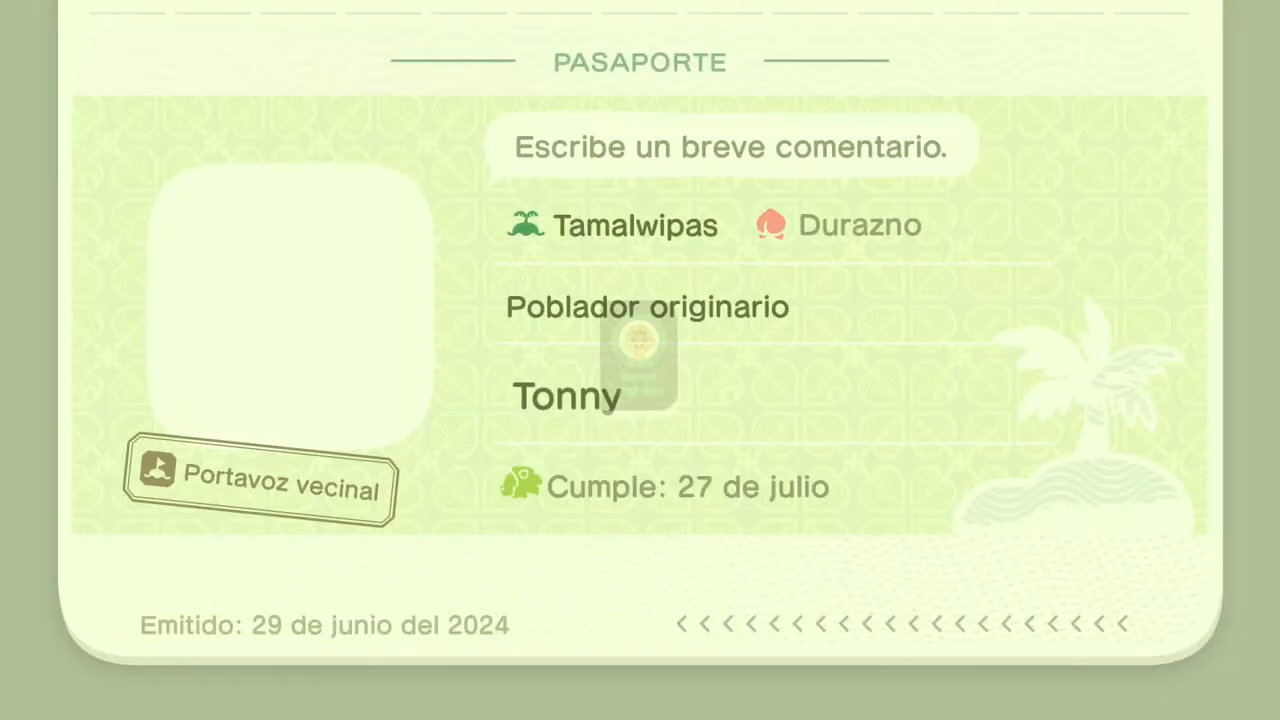 PASAPORTE
Escribe un breve comentario.
Tamalwipas Durazno
Poblador originario
Tonny
Portavoz vecinal
Cumple: 27 de julio
Emitido: 29 de junio del 2024 <<<<<<<<<<<<<<<<<<<<